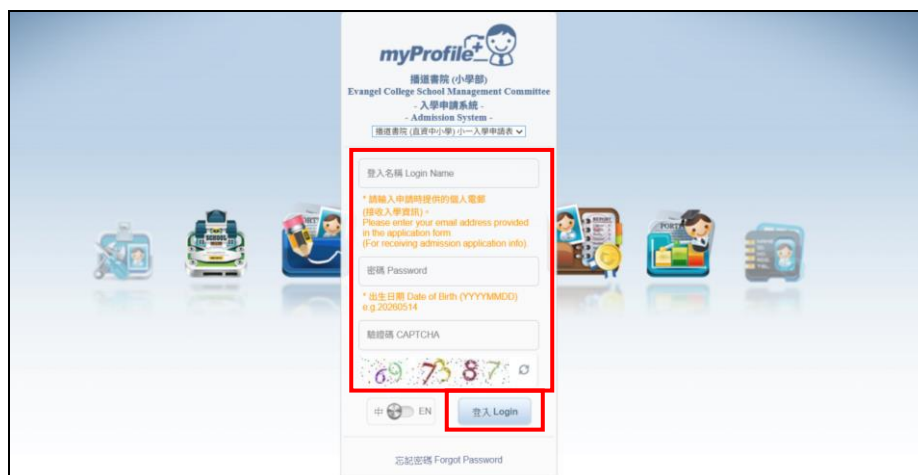 myProfile+
播道書院 (小學部)
Evangel College School Management Committee
- 入學申請系統 -
- Admission System -
播道書院 (直資中小學) 小一入學申請表
登入名稱 Login Name
* 請輸入申請時提供的個人電郵
(接收入學資訊)。
Please enter your email address provided
in the application form
(For receiving admission application info)
密碼 Password
* 出生日期 Date of Birth (YYYYMMDD)
e.g.20260514
驗證碼 CAPTCHA
69 73 87
中 EN
登入 Login
忘記密碼 Forgot Password